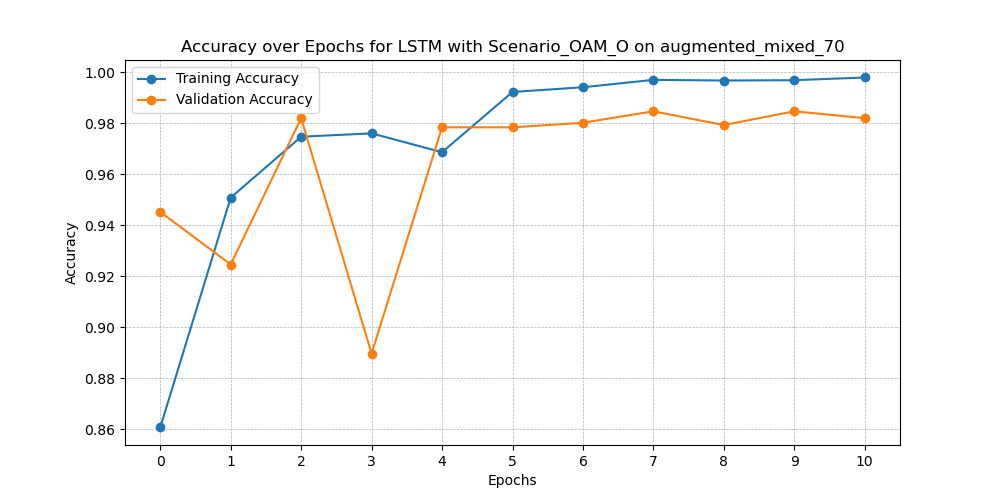 Accuracy over Epochs for LSTM with Scenario_OAM_O on augmented_mixed_70
Training Accuracy
Validation Accuracy
1.00
0.98
0.96
0.94
0.92
0.90
0.88
0.86
Accuracy
0 1 2 3 4 5 6 7 8 9 10
Epochs